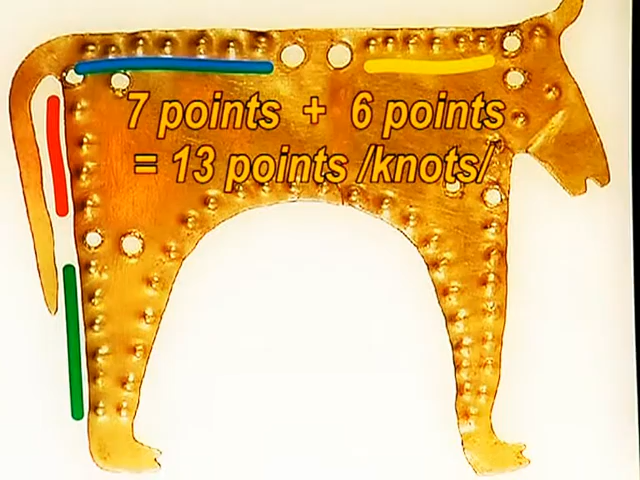 7 points + 6 points
= 13 points /knots/